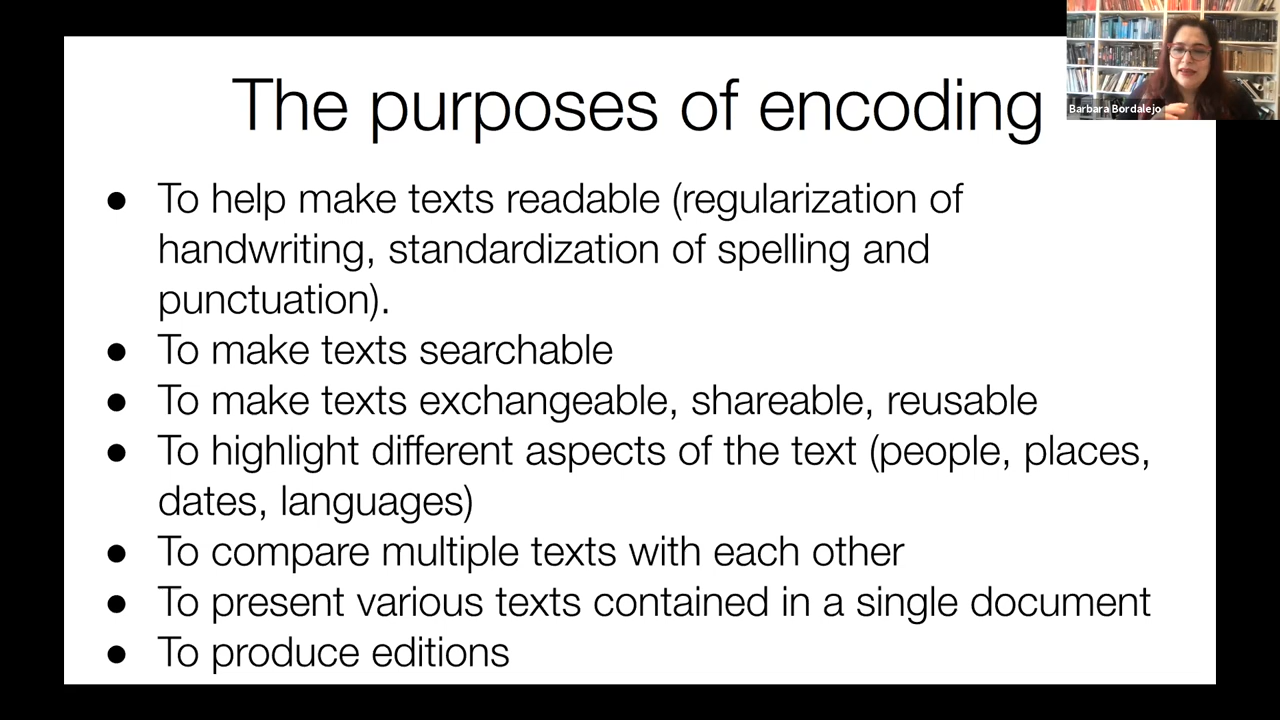 The purposes of encoding
Barbara Bordalejo
● To help make texts readable (regularization of
handwriting, standardization of spelling and
punctuation).
● To make texts searchable
● To make texts exchangeable, shareable, reusable
● To highlight different aspects of the text (people, places,
dates, languages)
● To compare multiple texts with each other
● To present various texts contained in a single document
● To produce editions